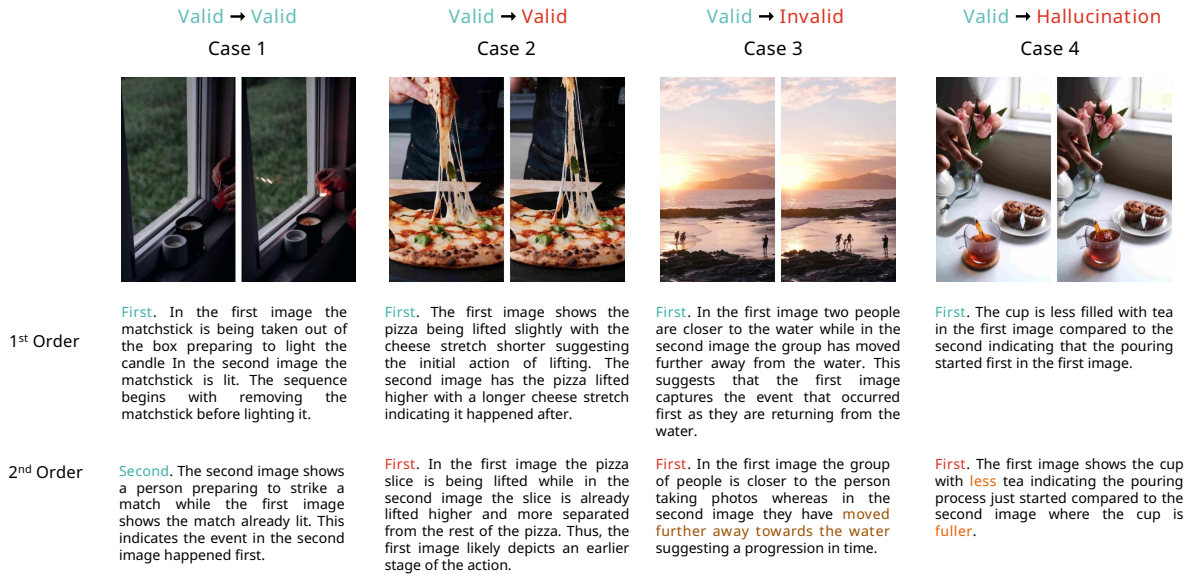 Valid → Valid
Valid → Valid
Valid → Invalid
Valid → Hallucination
Case 1
Case 2
Case 3
Case 4
1st Order
First. In the first image the
matchstick is being taken out of
the box preparing to light the
candle In the second image the
matchstick is lit. The sequence
begins with removing the
matchstick before lighting it.
First. The first image shows the
pizza being lifted slightly with the
cheese stretch shorter suggesting
the initial action of lifting. The
second image has the pizza lifted
higher with a longer cheese stretch
indicating it happened after.
First. In the first image two people
are closer to the water while in the
second image the group has moved
further away from the water. This
suggests that the first image
captures the event that occurred
first as they are returning from the
water.
First. The cup is less filled with tea
in the first image compared to the
second indicating that the pouring
started first in the first image.
2nd Order
Second. The second image shows
a person preparing to strike a
match while the first image
shows the match already lit. This
indicates the event in the second
image happened first.
First. In the first image the pizza
slice is being lifted while in the
second image the slice is already
lifted higher and more separated
from the rest of the pizza. Thus, the
first image likely depicts an earlier
stage of the action.
First. In the first image the group
of people is closer to the person
taking photos whereas in the
second image they have moved
further away towards the water
suggesting a progression in time.
First. The first image shows the cup
with less tea indicating the pouring
process just started compared to the
second image where the cup is
fuller.